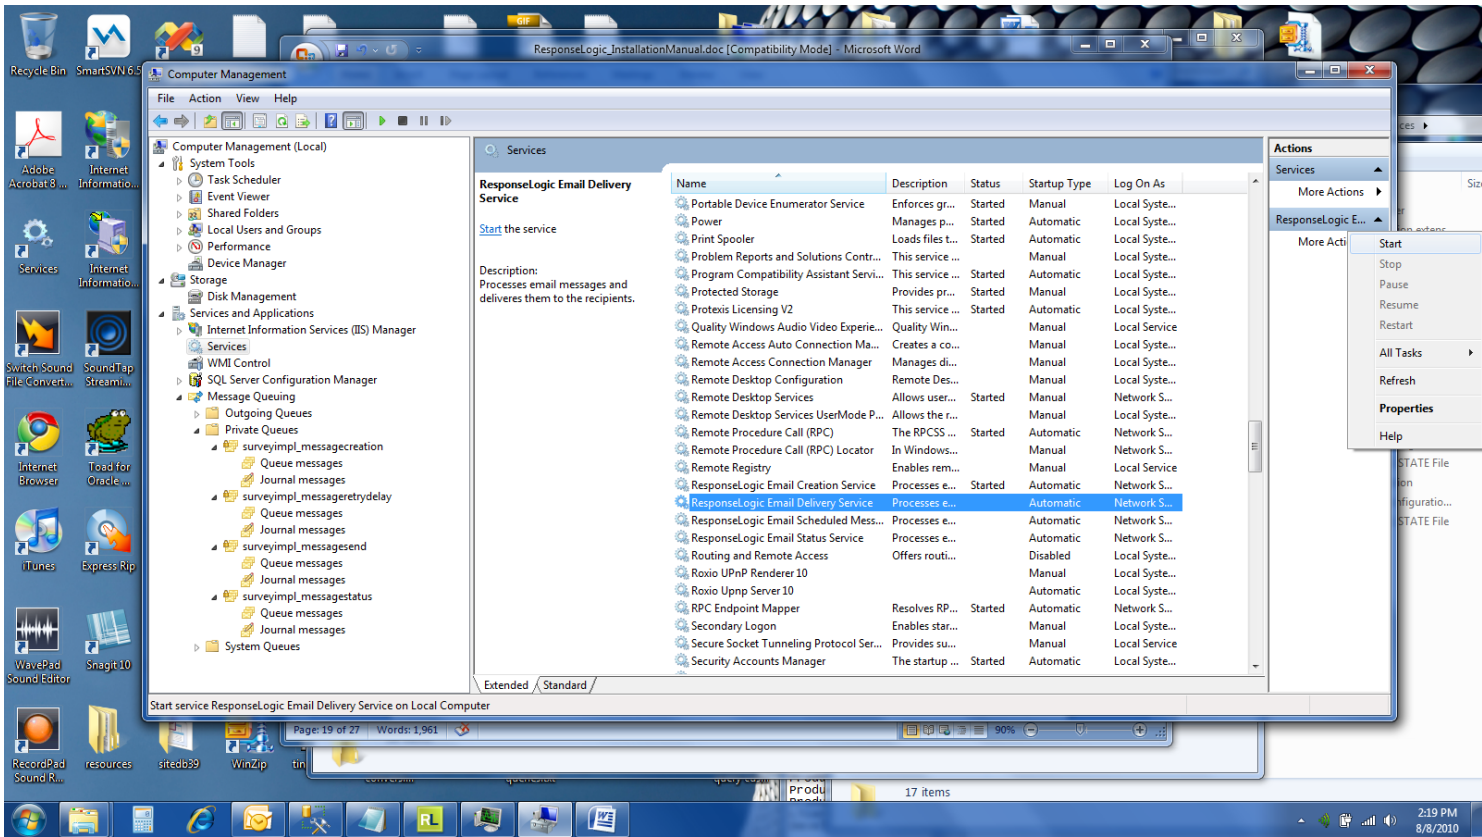 GIF
ResponseLogic_InstallationManual.doc [Compatibility Mode] - Microsoft Word
Recycle Bin
SmartSVN 6.5
9
Computer Management
File Action View Help
Computer Management (Local)
System Tools
Task Scheduler
Event Viewer
Shared Folders
Local Users and Groups
Performance
Device Manager
Storage
Disk Management
Services and Applications
Internet Information Services (IIS) Manager
Services
WMI Control
SQL Server Configuration Manager
Message Queuing
Outgoing Queues
Private Queues
surveyimpl_messagecreation
Queue messages
Journal messages
surveyimpl_messageretrydelay
Queue messages
Journal messages
surveyimpl_messagesend
Queue messages
Journal messages
surveyimpl_messagestatus
Queue messages
Journal messages
System Queues
Services
ResponseLogic Email Delivery
Service
Start the service
Description:
Processes email messages and
deliveres them to the recipients.
Name Description Status Startup Type Log On As
Portable Device Enumerator Service Enforces gr... Started Manual Local Syste...
Power Manages p... Started Automatic Local Syste...
Print Spooler Loads files t... Started Automatic Local Syste...
Problem Reports and Solutions Contr... This service ... Manual Local Syste...
Program Compatibility Assistant Servi... This service ... Started Automatic Local Syste...
Protected Storage Provides pr... Started Manual Local Syste...
Protexis Licensing V2 This service ... Started Automatic Local Syste...
Quality Windows Audio Video Experie... Quality Win... Manual Local Service
Remote Access Auto Connection Ma... Creates a co... Manual Local Syste...
Remote Access Connection Manager Manages di... Manual Local Syste...
Remote Desktop Configuration Remote Des... Manual Local Syste...
Remote Desktop Services Allows user... Started Manual Network S...
Remote Desktop Services UserMode P... Allows the r... Manual Local Syste...
Remote Procedure Call (RPC) The RPCSS ... Started Automatic Network S...
Remote Procedure Call (RPC) Locator In Windows... Manual Network S...
Remote Registry Enables rem... Manual Local Service
ResponseLogic Email Creation Service Processes e... Started Automatic Network S...
ResponseLogic Email Delivery Service Processes e... Automatic Network S...
ResponseLogic Email Scheduled Mess... Processes e... Automatic Network S...
ResponseLogic Email Status Service Processes e... Automatic Network S...
Routing and Remote Access Offers routi... Disabled Local Syste...
Roxio UPnP Renderer 10 Manual Local Syste...
Roxio Upnp Server 10 Automatic Local Syste...
RPC Endpoint Mapper Resolves RP... Started Automatic Network S...
Secondary Logon Enables star... Manual Local Syste...
Secure Socket Tunneling Protocol Ser... Provides su... Manual Local Service
Security Accounts Manager The startup ... Started Automatic Local Syste...
Extended Standard
Start service ResponseLogic Email Delivery Service on Local Computer
Actions
Services
More Actions
ResponseLogic E...
More Acti
Start
Stop
Pause
Resume
Restart
All Tasks
Refresh
Properties
Help
ces
Siz
STATE File
on
nfiguratio...
STATE File
Adobe
Acrobat 8 ...
Internet
Informatio...
Services
Internet
Informatio...
Switch Sound
File Convert...
SoundTap
Streami...
Internet
Browser
Toad for
Oracle ...
iTunes
Express Rip
WavePad
Sound Editor
Snagit 10
RecordPad
Sound R...
resources
sitedb39
WinZip
tin
Page: 19 of 27 Words: 1,961
90%
Produ
17 items
RL
2:19 PM
8/8/2010